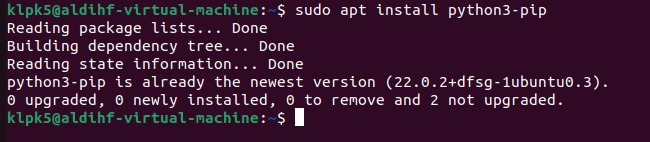 klpk5@aldihf-virtual-machine:~$ sudo apt install python3-pip
Reading package lists... Done
Building dependency tree... Done
Reading state information... Done
python3-pip is already the newest version (22.0.2+dfsg-1ubuntu0.3).
0 upgraded, 0 newly installed, 0 to remove and 2 not upgraded.
klpk5@aldihf-virtual-machine:~$